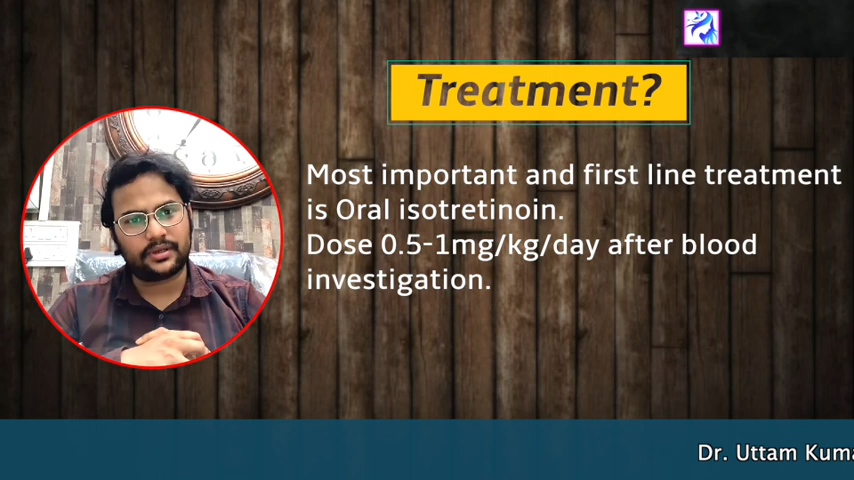 Treatment?
Most important and first line treatment
is Oral isotretinoin.
Dose 0.5-1mg/kg/day after blood
investigation.
Dr. Uttam Kuma